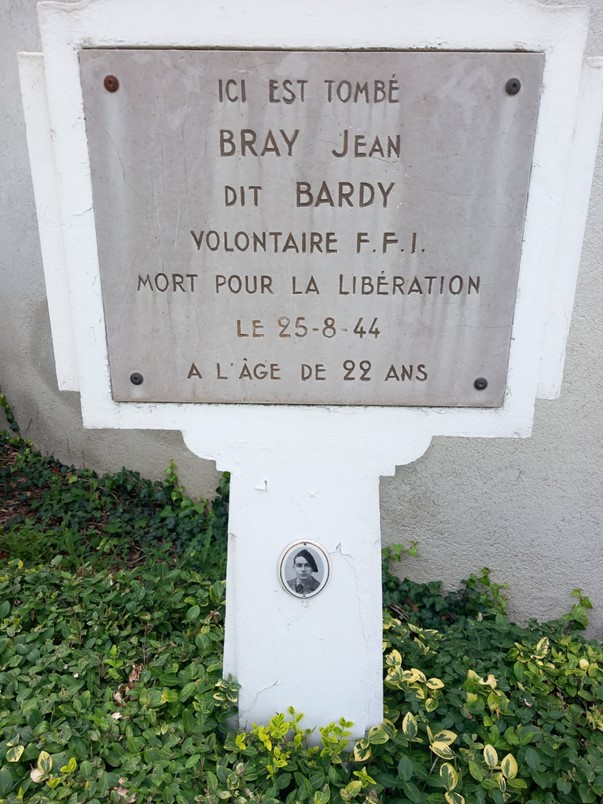 ICI EST TOMBÉ
BRAY JEAN
DIT BARDY
VOLONTAIRE F.F.I.
MORT POUR LA LIBÉRATION
LE 25-8-44
A L'ÂGE DE 22 ANS